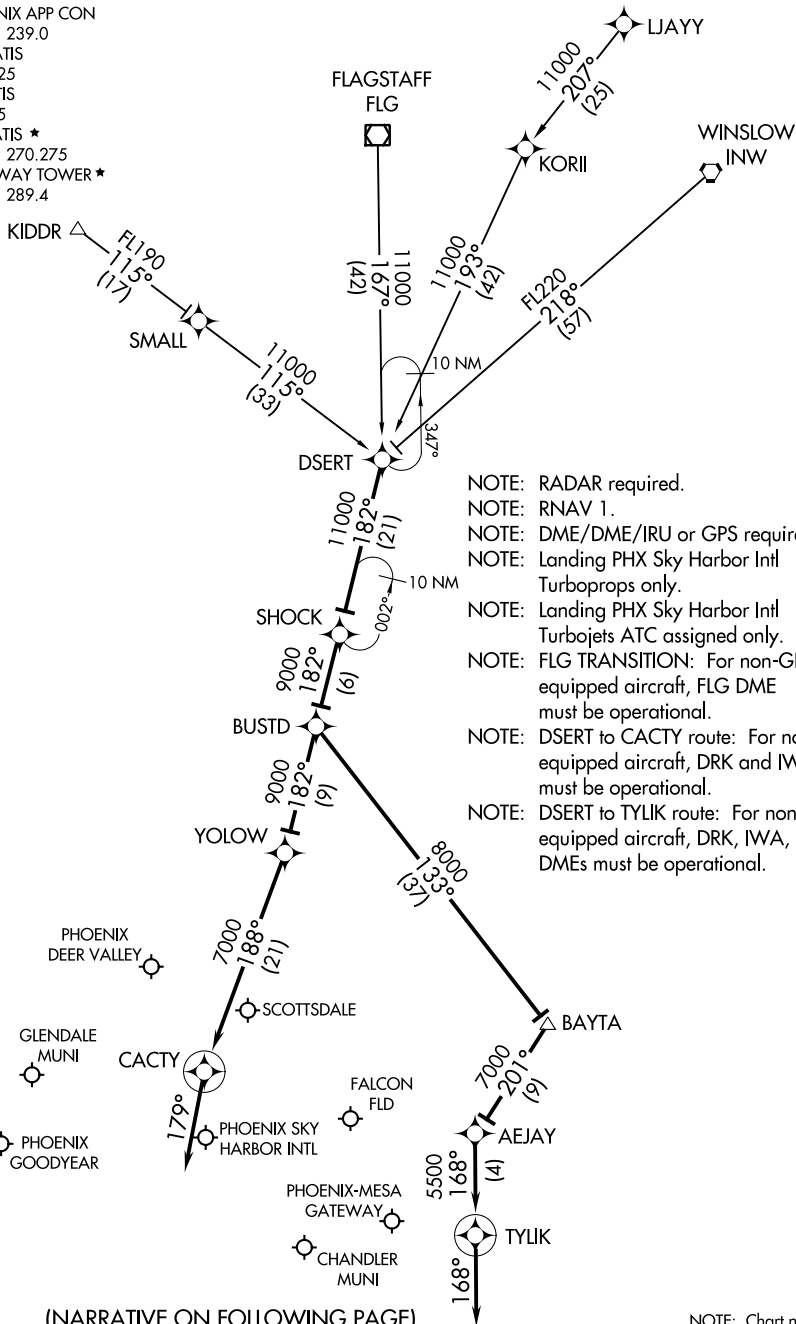 NIX APP CON
239.0
ATIS
25
TIS
5
ATIS ★
270.275
WAY TOWER ★
289.4
LJAYY
11000
207°
(25)
FLAGSTAFF
FLG
KORII
WINSLOW
INW
KIDDR
FL190
115°
(17)
SMALL
11000
167°
(42)
11000
193°
(42)
FL220
218°
(57)
11000
115°
(33)
10 NM
347°
DSERT
11000
182°
(21)
NOTE: RADAR required.
NOTE: RNAV 1.
NOTE: DME/DME/IRU or GPS requir
NOTE: Landing PHX Sky Harbor Intl
Turboprops only.
NOTE: Landing PHX Sky Harbor Intl
Turbojets ATC assigned only.
NOTE: FLG TRANSITION: For non-G
equipped aircraft, FLG DME
must be operational.
NOTE: DSERT to CACTY route: For no
equipped aircraft, DRK and IW
must be operational.
NOTE: DSERT to TYLIK route: For non
equipped aircraft, DRK, IWA,
DMEs must be operational.
10 NM
002°
SHOCK
9000
182°
(6)
BUSTD
9000
182°
(9)
YOLOW
8000
133°
(37)
7000
188°
(21)
PHOENIX
DEER VALLEY
SCOTTSDALE
BAYTA
GLENDALE
MUNI
CACTY
7000
201°
(9)
FALCON
FLD
179°
PHOENIX SKY
HARBOR INTL
AEJAY
PHOENIX
GOODYEAR
5500
168°
(4)
PHOENIX-MESA
GATEWAY
TYLIK
CHANDLER
MUNI
168°
(NARRATIVE ON FOLLOWING PAGE)
NOTE: Chart n